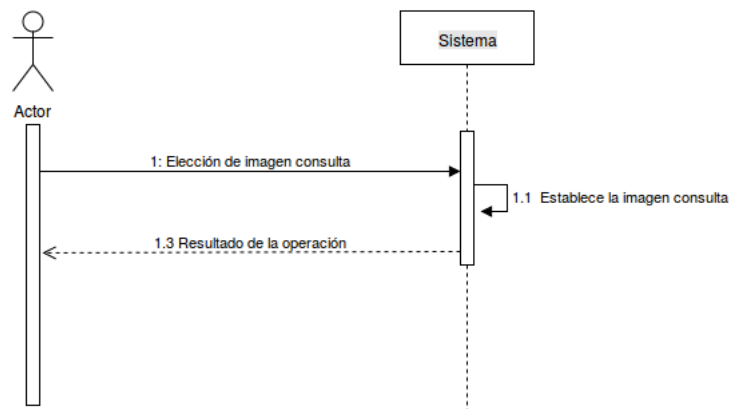 Sistema
Actor
1: Elección de imagen consulta
1.1 Establece la imagen consulta
1.3 Resultado de la operación